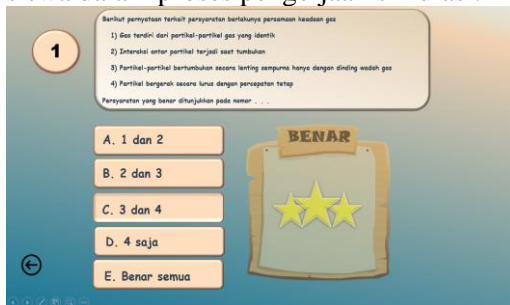 1
Berikut pernyataan terkait persyaratan berlakunya persamaan keadaan gas
1) Gas terdiri dari partikel-partikel gas yang identik
2) Interaksi antar partikel terjadi saat tumbukan
3) Partikel-partikel bertumbukan secara lenting sempurna hanya dengan dinding wadah gas
4) Partikel bergerak secara lurus dengan percepatan tetap
Persyaratan yang benar ditunjukkan pada nomor . . .
A. 1 dan 2
B. 2 dan 3
C. 3 dan 4
D. 4 saja
E. Benar semua
BENAR